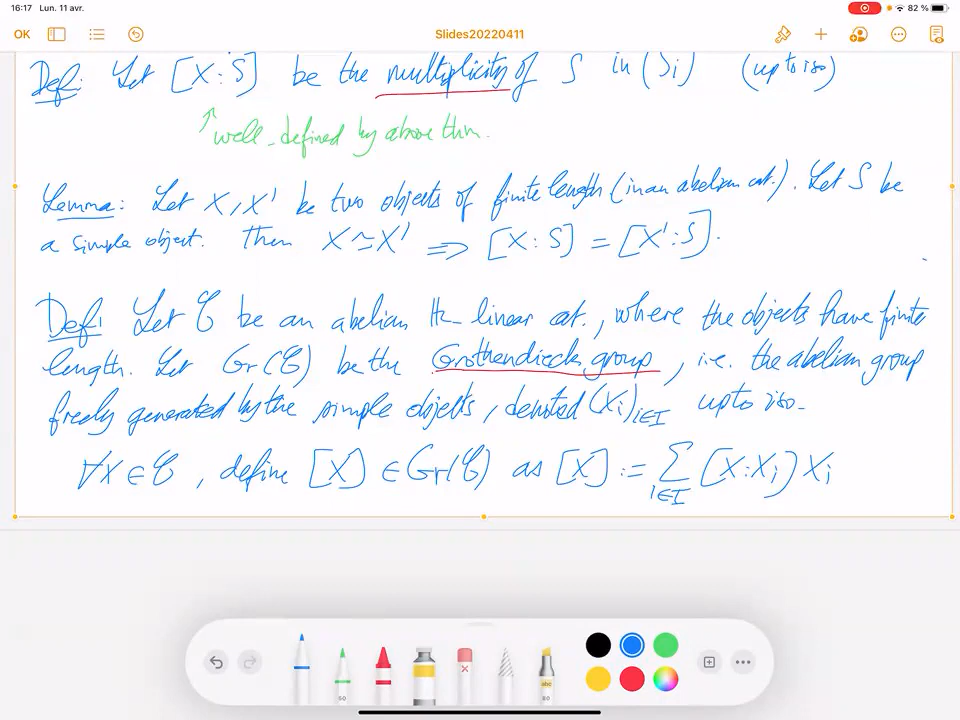 16:17 Lun. 11 avr.
82 %
OK
Slides20220411
Def: Let [X:S] be the multiplicity of S in (Si) (up to iso)
↑ well-defined by above thm.
Lemma: Let X, X' be two objects of finite length (in an abelian cat.). Let S be
a simple object. Then X ≃ X' ⇒ [X:S] = [X':S].
Def: Let 𝒞 be an abelian 𝕜-linear cat., where the objects have finite
length. Let Gr(𝒞) be the Grothendieck group, i.e. the abelian group
freely generated by the simple objects, denoted (Xi)i∈I up to iso.
∀X ∈ 𝒞, define [X] ∈ Gr(𝒞) as [X] := ∑i∈I [X:Xi] Xi
50
abc
80